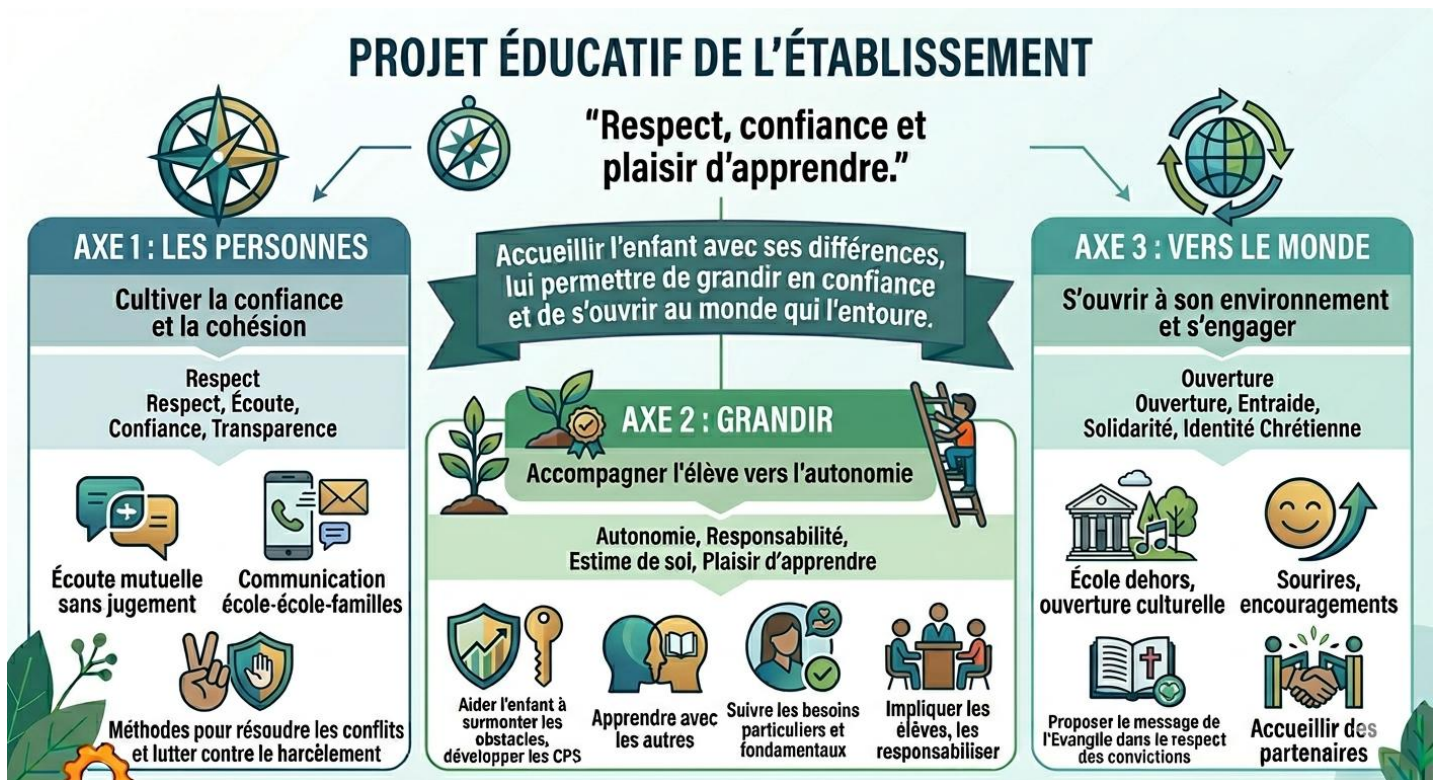 PROJET ÉDUCATIF DE L'ÉTABLISSEMENT
"Respect, confiance et
plaisir d'apprendre."
Accueillir l'enfant avec ses différences,
lui permettre de grandir en confiance
et de s'ouvrir au monde qui l'entoure.
AXE 1 : LES PERSONNES
Cultiver la confiance
et la cohésion
Respect
Respect, Écoute,
Confiance, Transparence
Écoute mutuelle
sans jugement
Communication
école-école-familles
Méthodes pour résoudre les conflits
et lutter contre le harcèlement
AXE 2 : GRANDIR
Accompagner l'élève vers l'autonomie
Autonomie, Responsabilité,
Estime de soi, Plaisir d'apprendre
Aider l'enfant à
surmonter les
obstacles,
développer les CPS
Apprendre avec
les autres
Suivre les besoins
particuliers et
fondamentaux
Impliquer les
élèves, les
responsabiliser
AXE 3 : VERS LE MONDE
S'ouvrir à son environnement
et s'engager
Ouverture
Ouverture, Entraide,
Solidarité, Identité Chrétienne
École dehors,
ouverture culturelle
Sourires,
encouragements
Proposer le message de
l'Evangile dans le respect
des convictions
Accueillir des
partenaires